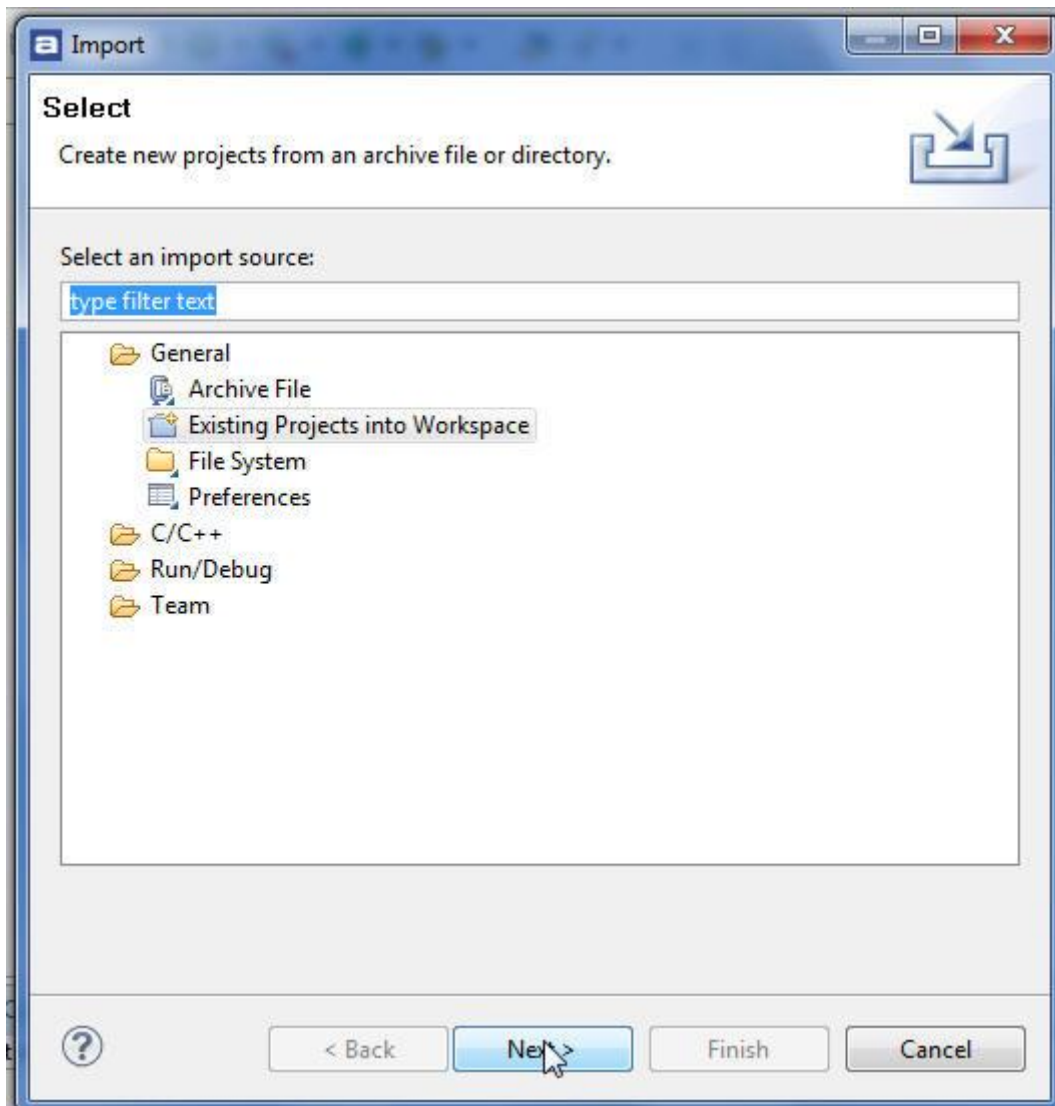 Import
Select
Create new projects from an archive file or directory.
Select an import source:
type filter text
General
Archive File
Existing Projects into Workspace
File System
Preferences
C/C++
Run/Debug
Team
< Back Next > Finish Cancel